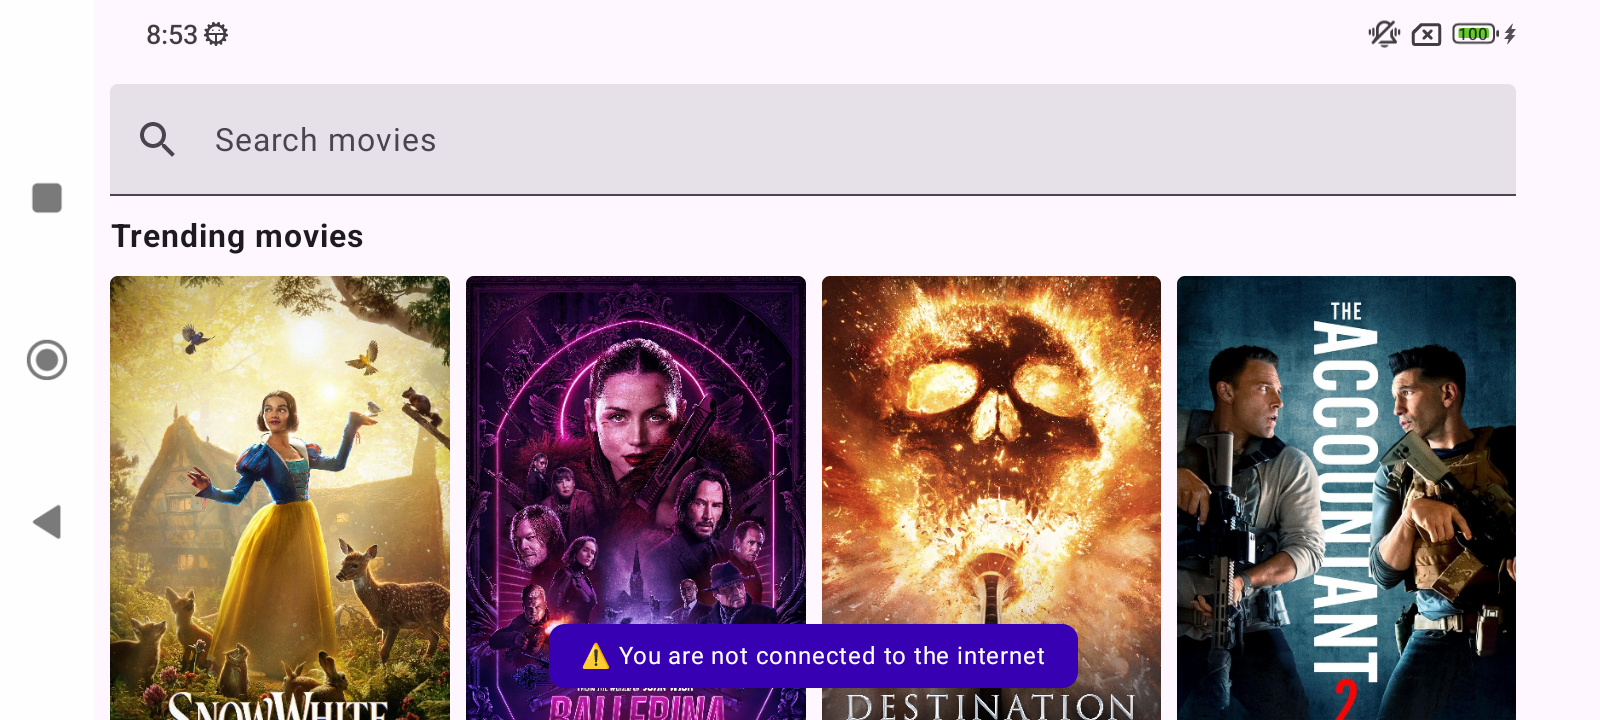 8:53
100
Search movies
Trending movies
THE
ACCOUNTANT
2
⚠️ You are not connected to the internet
FROM THE WORLD OF JOHN WICK
SNOW WHITE
BALLERINA
DESTINATION